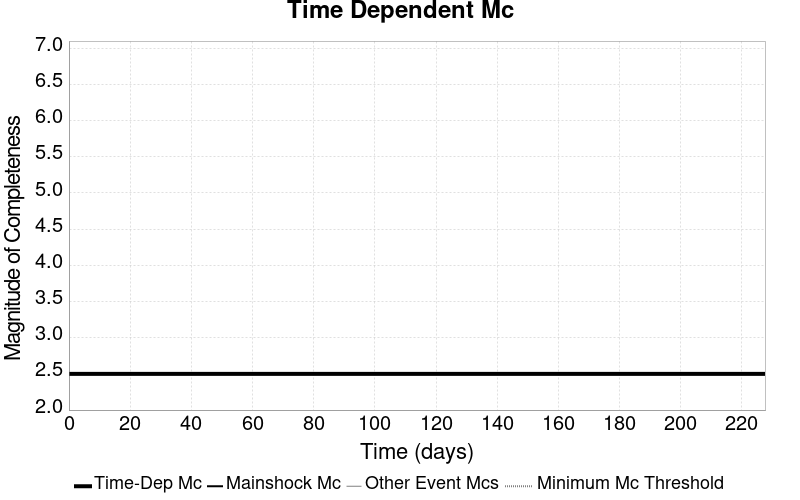 Time Dependent Mc
Magnitude of Completeness
7.0
6.5
6.0
5.5
5.0
4.5
4.0
3.5
3.0
2.5
2.0
0 20 40 60 80 100 120 140 160 180 200 220
Time (days)
Time-Dep Mc Mainshock Mc Other Event Mcs Minimum Mc Threshold